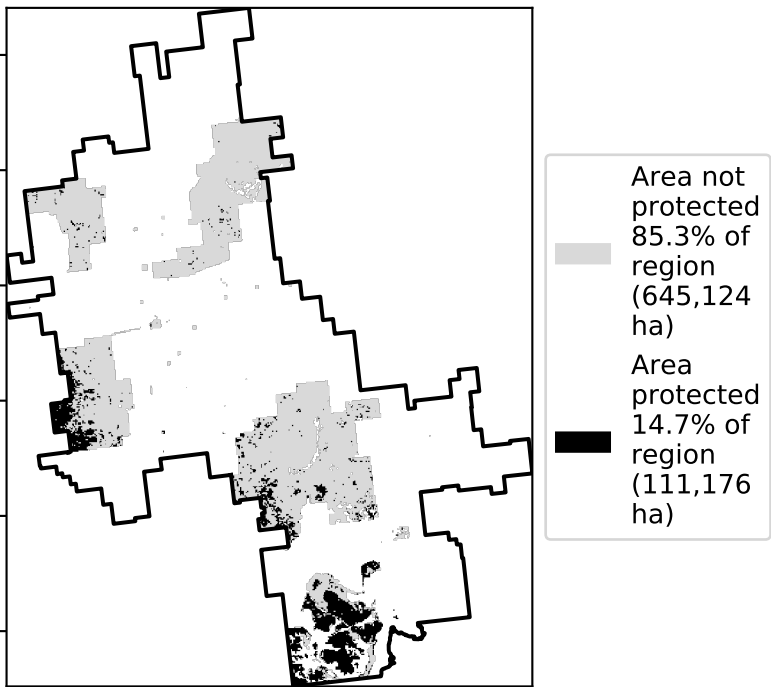 Area not
protected
85.3% of
region
(645,124
ha)
Area
protected
14.7% of
region
(111,176
ha)